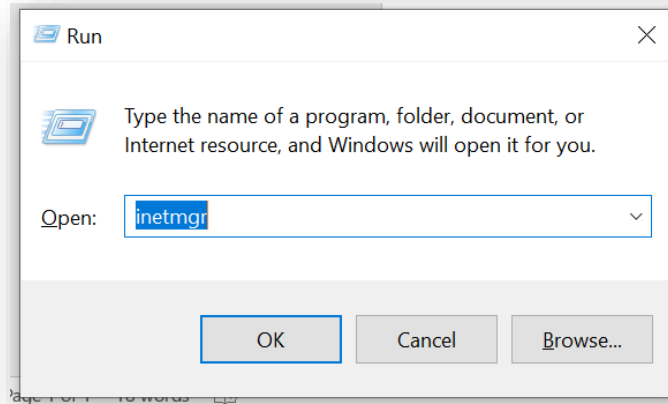 Run
Type the name of a program, folder, document, or
Internet resource, and Windows will open it for you.
Open: inetmgr
OK Cancel Browse...